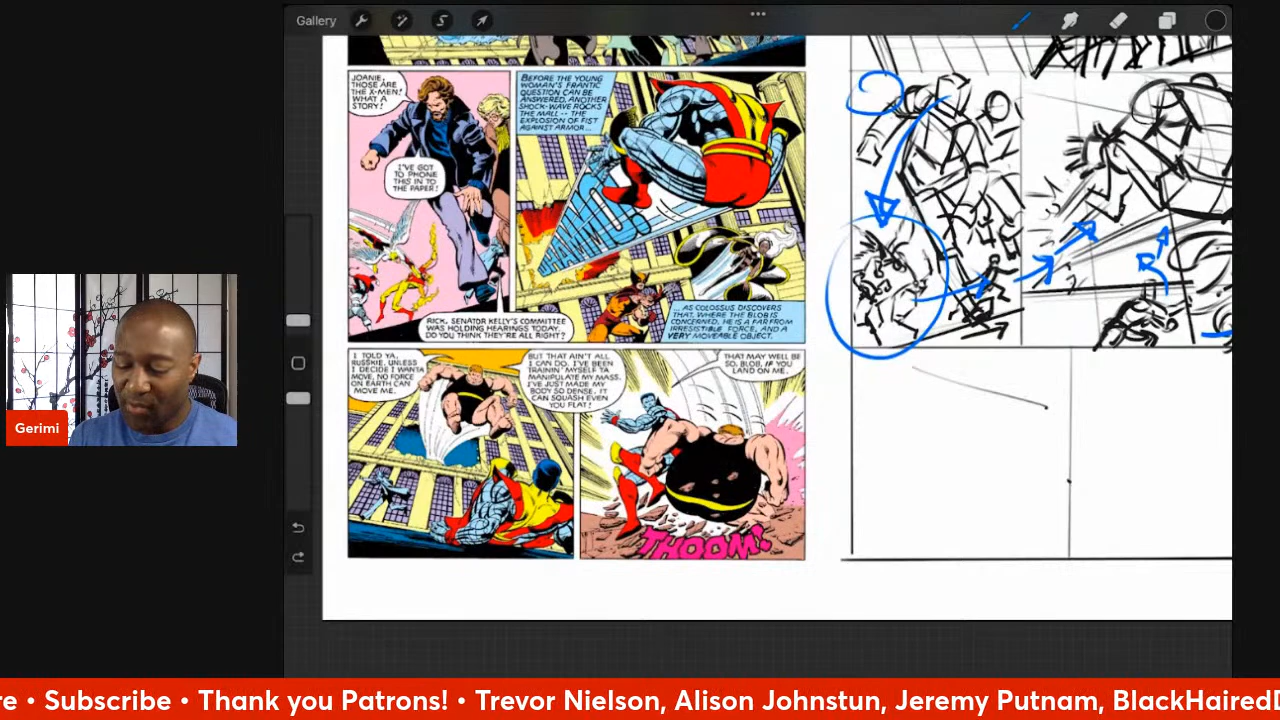 Gallery
JOANIE,
THOSE ARE
THE X-MEN!
WHAT A
STORY!
I'VE GOT
TO PHONE
THIS IN TO
THE PAPER!
RICK, SENATOR KELLY'S COMMITTEE
WAS HOLDING HEARINGS TODAY.
DO YOU THINK THEY'RE ALL RIGHT?
BEFORE THE YOUNG
WOMAN'S FRANTIC
QUESTION CAN BE
ANSWERED, ANOTHER
SHOCK-WAVE ROCKS
THE MALL -- THE
EXPLOSION OF FIST
AGAINST ARMOR...
WHAMMO!
...AS COLOSSUS DISCOVERS
THAT, WHERE THE BLOB IS
CONCERNED, HE IS A FAR FROM
IRRESISTIBLE FORCE, AND A
VERY MOVEABLE OBJECT.
I TOLD YA,
RUSSKIE, UNLESS
I DECIDE I WANTA
MOVE, NO FORCE
ON EARTH CAN
MOVE ME.
BUT THAT AIN'T ALL
I CAN DO. I'VE BEEN
TRAININ' MYSELF TA
MANIPULATE MY MASS.
I'VE JUST MADE MY
BODY SO DENSE, IT
CAN SQUASH EVEN
YOU FLAT!
THAT MAY WELL BE
SO, BLOB, IF YOU
LAND ON ME.
THOOM!
Gerimi
re • Subscribe • Thank you Patrons! • Trevor Nielson, Alison Johnstun, Jeremy Putnam, BlackHairedD